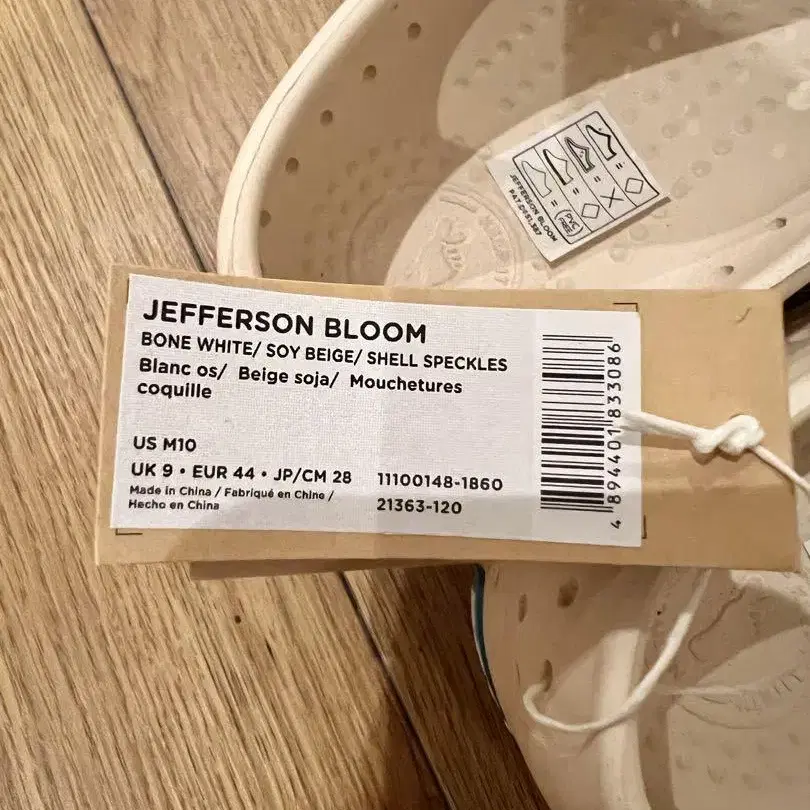 JEFFERSON BLOOM
BONE WHITE/ SOY BEIGE/ SHELL SPECKLES
Blanc os/ Beige soja/ Mouchetures
coquille
US M10
UK 9 • EUR 44 • JP/CM 28
Made in China / Fabriqué en Chine /
Hecho en China
11100148-1860
21363-120
4 894401 833086
JEFFERSON BLOOM
= (PVC FREE)
=
= X
=